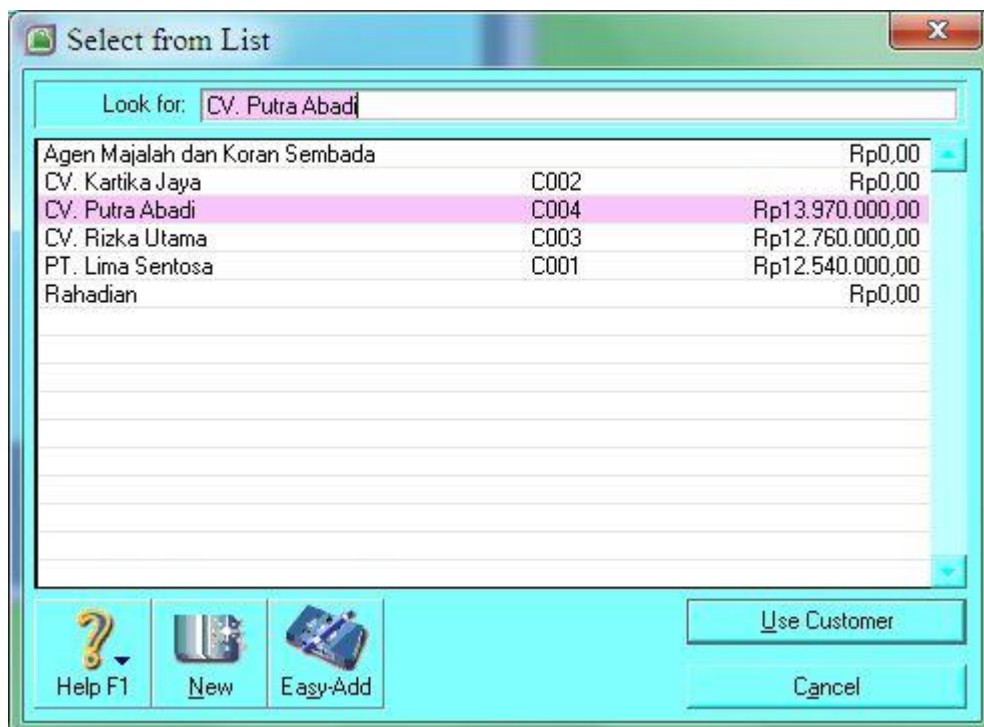 Select from List
Look for: CV. Putra Abadi
Agen Majalah dan Koran Sembada Rp0,00
CV. Kartika Jaya C002 Rp0,00
CV. Putra Abadi C004 Rp13.970.000,00
CV. Rizka Utama C003 Rp12.760.000,00
PT. Lima Sentosa C001 Rp12.540.000,00
Rahadian Rp0,00
Use Customer
Help F1 New Easy-Add Cancel